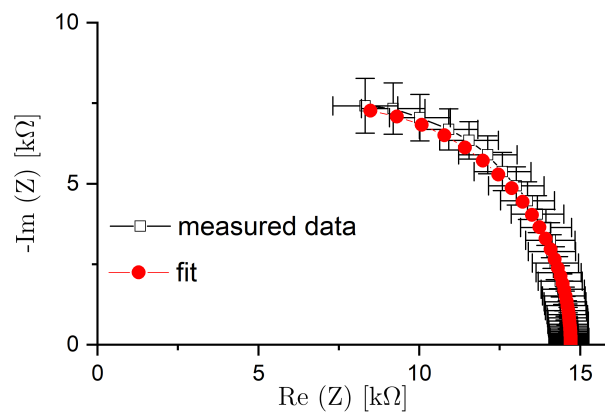 10
5
0
-Im (Z) [kΩ]
measured data
fit
0 5 10 15
Re (Z) [kΩ]